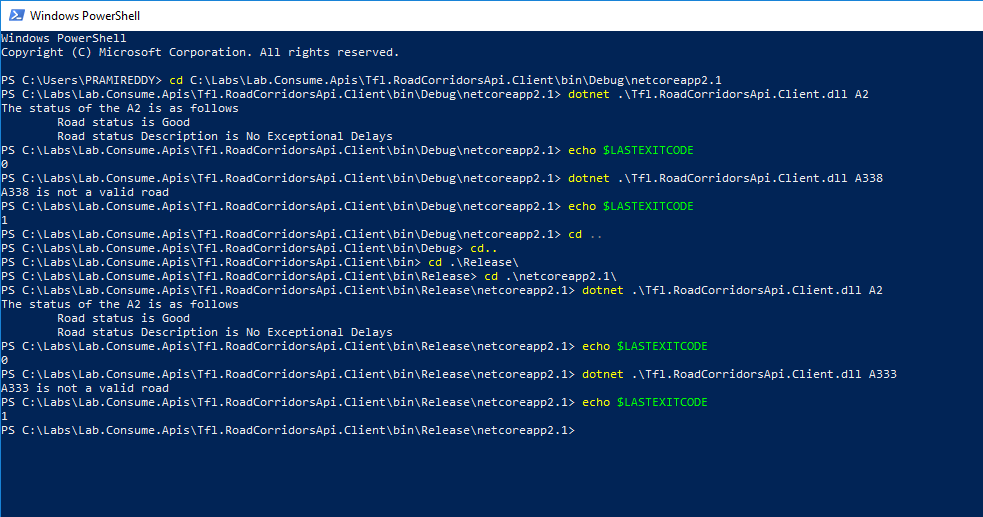 Windows PowerShell
Windows PowerShell
Copyright (C) Microsoft Corporation. All rights reserved.
PS C:\Users\PRAMIREDDY> cd C:\Labs\Lab.Consume.Apis\Tfl.RoadCorridorsApi.Client\bin\Debug\netcoreapp2.1
PS C:\Labs\Lab.Consume.Apis\Tfl.RoadCorridorsApi.Client\bin\Debug\netcoreapp2.1> dotnet .\Tfl.RoadCorridorsApi.Client.dll A2
The status of the A2 is as follows
Road status is Good
Road status Description is No Exceptional Delays
PS C:\Labs\Lab.Consume.Apis\Tfl.RoadCorridorsApi.Client\bin\Debug\netcoreapp2.1> echo $LASTEXITCODE
0
PS C:\Labs\Lab.Consume.Apis\Tfl.RoadCorridorsApi.Client\bin\Debug\netcoreapp2.1> dotnet .\Tfl.RoadCorridorsApi.Client.dll A338
A338 is not a valid road
PS C:\Labs\Lab.Consume.Apis\Tfl.RoadCorridorsApi.Client\bin\Debug\netcoreapp2.1> echo $LASTEXITCODE
1
PS C:\Labs\Lab.Consume.Apis\Tfl.RoadCorridorsApi.Client\bin\Debug\netcoreapp2.1> cd ..
PS C:\Labs\Lab.Consume.Apis\Tfl.RoadCorridorsApi.Client\bin\Debug> cd..
PS C:\Labs\Lab.Consume.Apis\Tfl.RoadCorridorsApi.Client\bin> cd .\Release\
PS C:\Labs\Lab.Consume.Apis\Tfl.RoadCorridorsApi.Client\bin\Release> cd .\netcoreapp2.1\
PS C:\Labs\Lab.Consume.Apis\Tfl.RoadCorridorsApi.Client\bin\Release\netcoreapp2.1> dotnet .\Tfl.RoadCorridorsApi.Client.dll A2
The status of the A2 is as follows
Road status is Good
Road status Description is No Exceptional Delays
PS C:\Labs\Lab.Consume.Apis\Tfl.RoadCorridorsApi.Client\bin\Release\netcoreapp2.1> echo $LASTEXITCODE
0
PS C:\Labs\Lab.Consume.Apis\Tfl.RoadCorridorsApi.Client\bin\Release\netcoreapp2.1> dotnet .\Tfl.RoadCorridorsApi.Client.dll A333
A333 is not a valid road
PS C:\Labs\Lab.Consume.Apis\Tfl.RoadCorridorsApi.Client\bin\Release\netcoreapp2.1> echo $LASTEXITCODE
1
PS C:\Labs\Lab.Consume.Apis\Tfl.RoadCorridorsApi.Client\bin\Release\netcoreapp2.1>